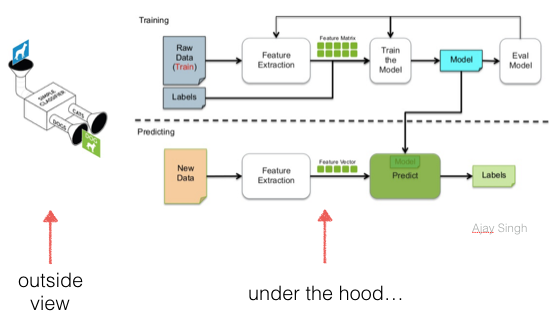 Training
Raw
Data
(Train)
Labels
Feature
Extraction
Feature Matrix
Train
the
Model
Model
Eval
Model
SIMPLE
CLASSIFIER
CATS
DOGS
Predicting
New
Data
Feature
Extraction
Feature Vector
Model
Predict
Labels
Ajay Singh
outside
view
under the hood…